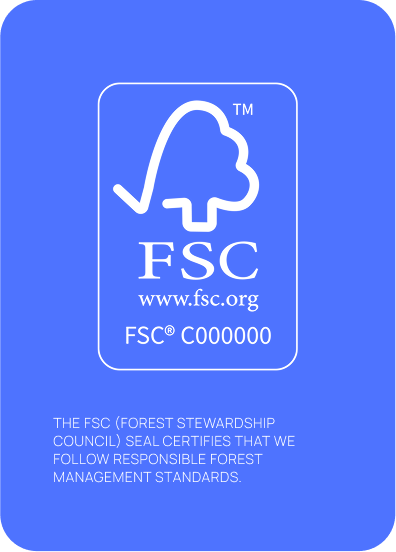 TM
FSC
www.fsc.org
FSC® C000000
THE FSC (FOREST STEWARDSHIP
COUNCIL) SEAL CERTIFIES THAT WE
FOLLOW RESPONSIBLE FOREST
MANAGEMENT STANDARDS.